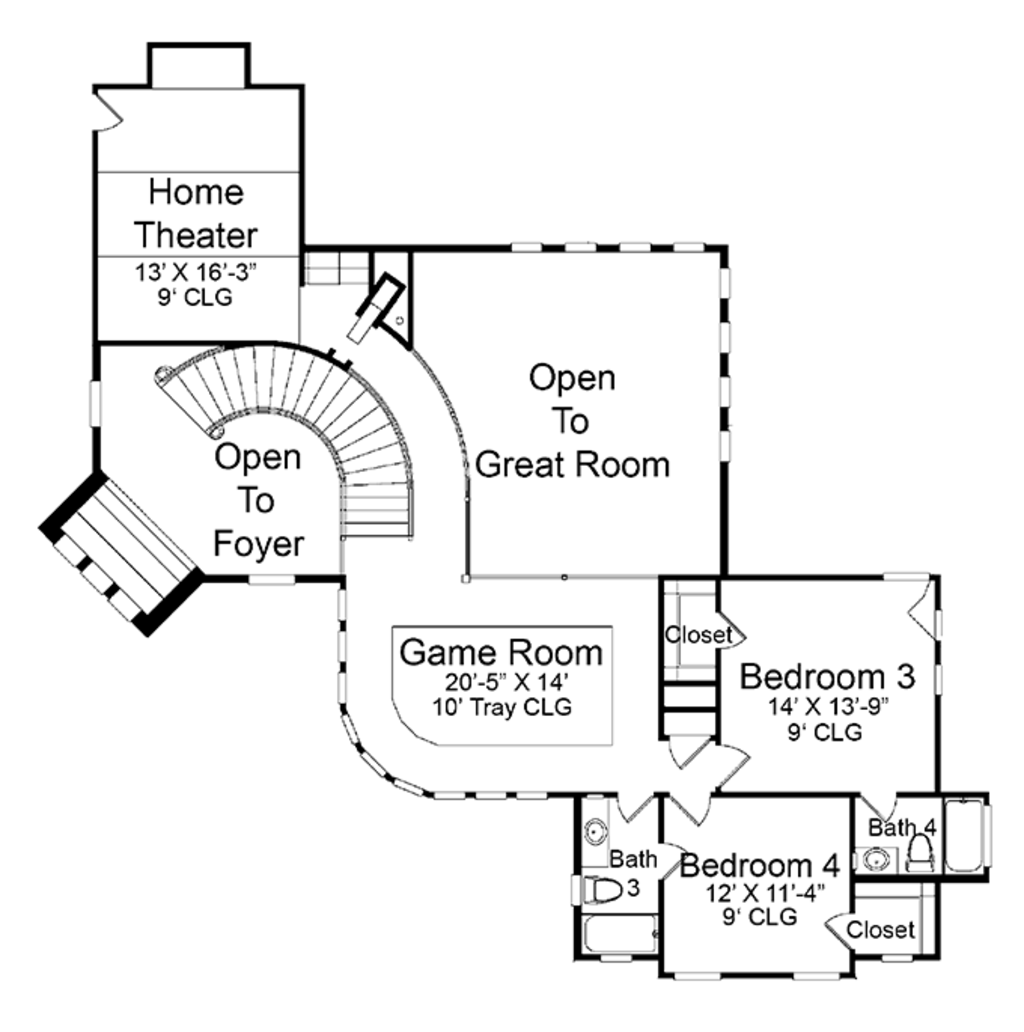 Home
Theater
13’ X 16’-3”
9‘ CLG
Open
To
Great Room
Open
To
Foyer
Game Room
20’-5” X 14’
10’ Tray CLG
Closet
Bedroom 3
14’ X 13’-9”
9‘ CLG
Bath
3
Bedroom 4
12’ X 11’-4”
9‘ CLG
Bath 4
Closet